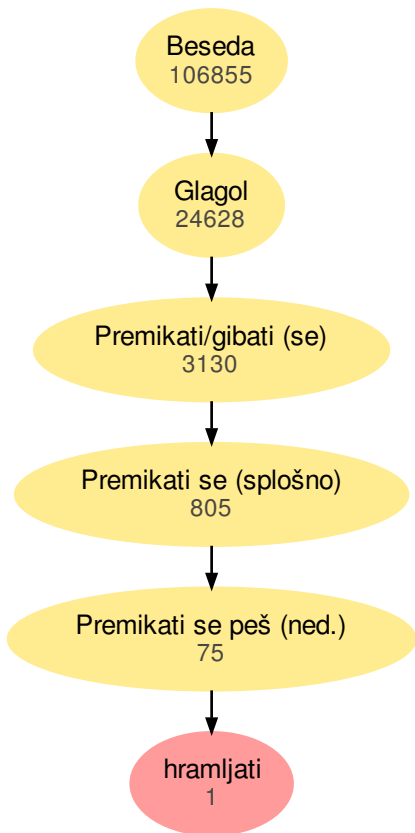 Beseda
106855
Glagol
24628
Premikati/gibati (se)
3130
Premikati se (splošno)
805
Premikati se peš (ned.)
75
hramljati
1